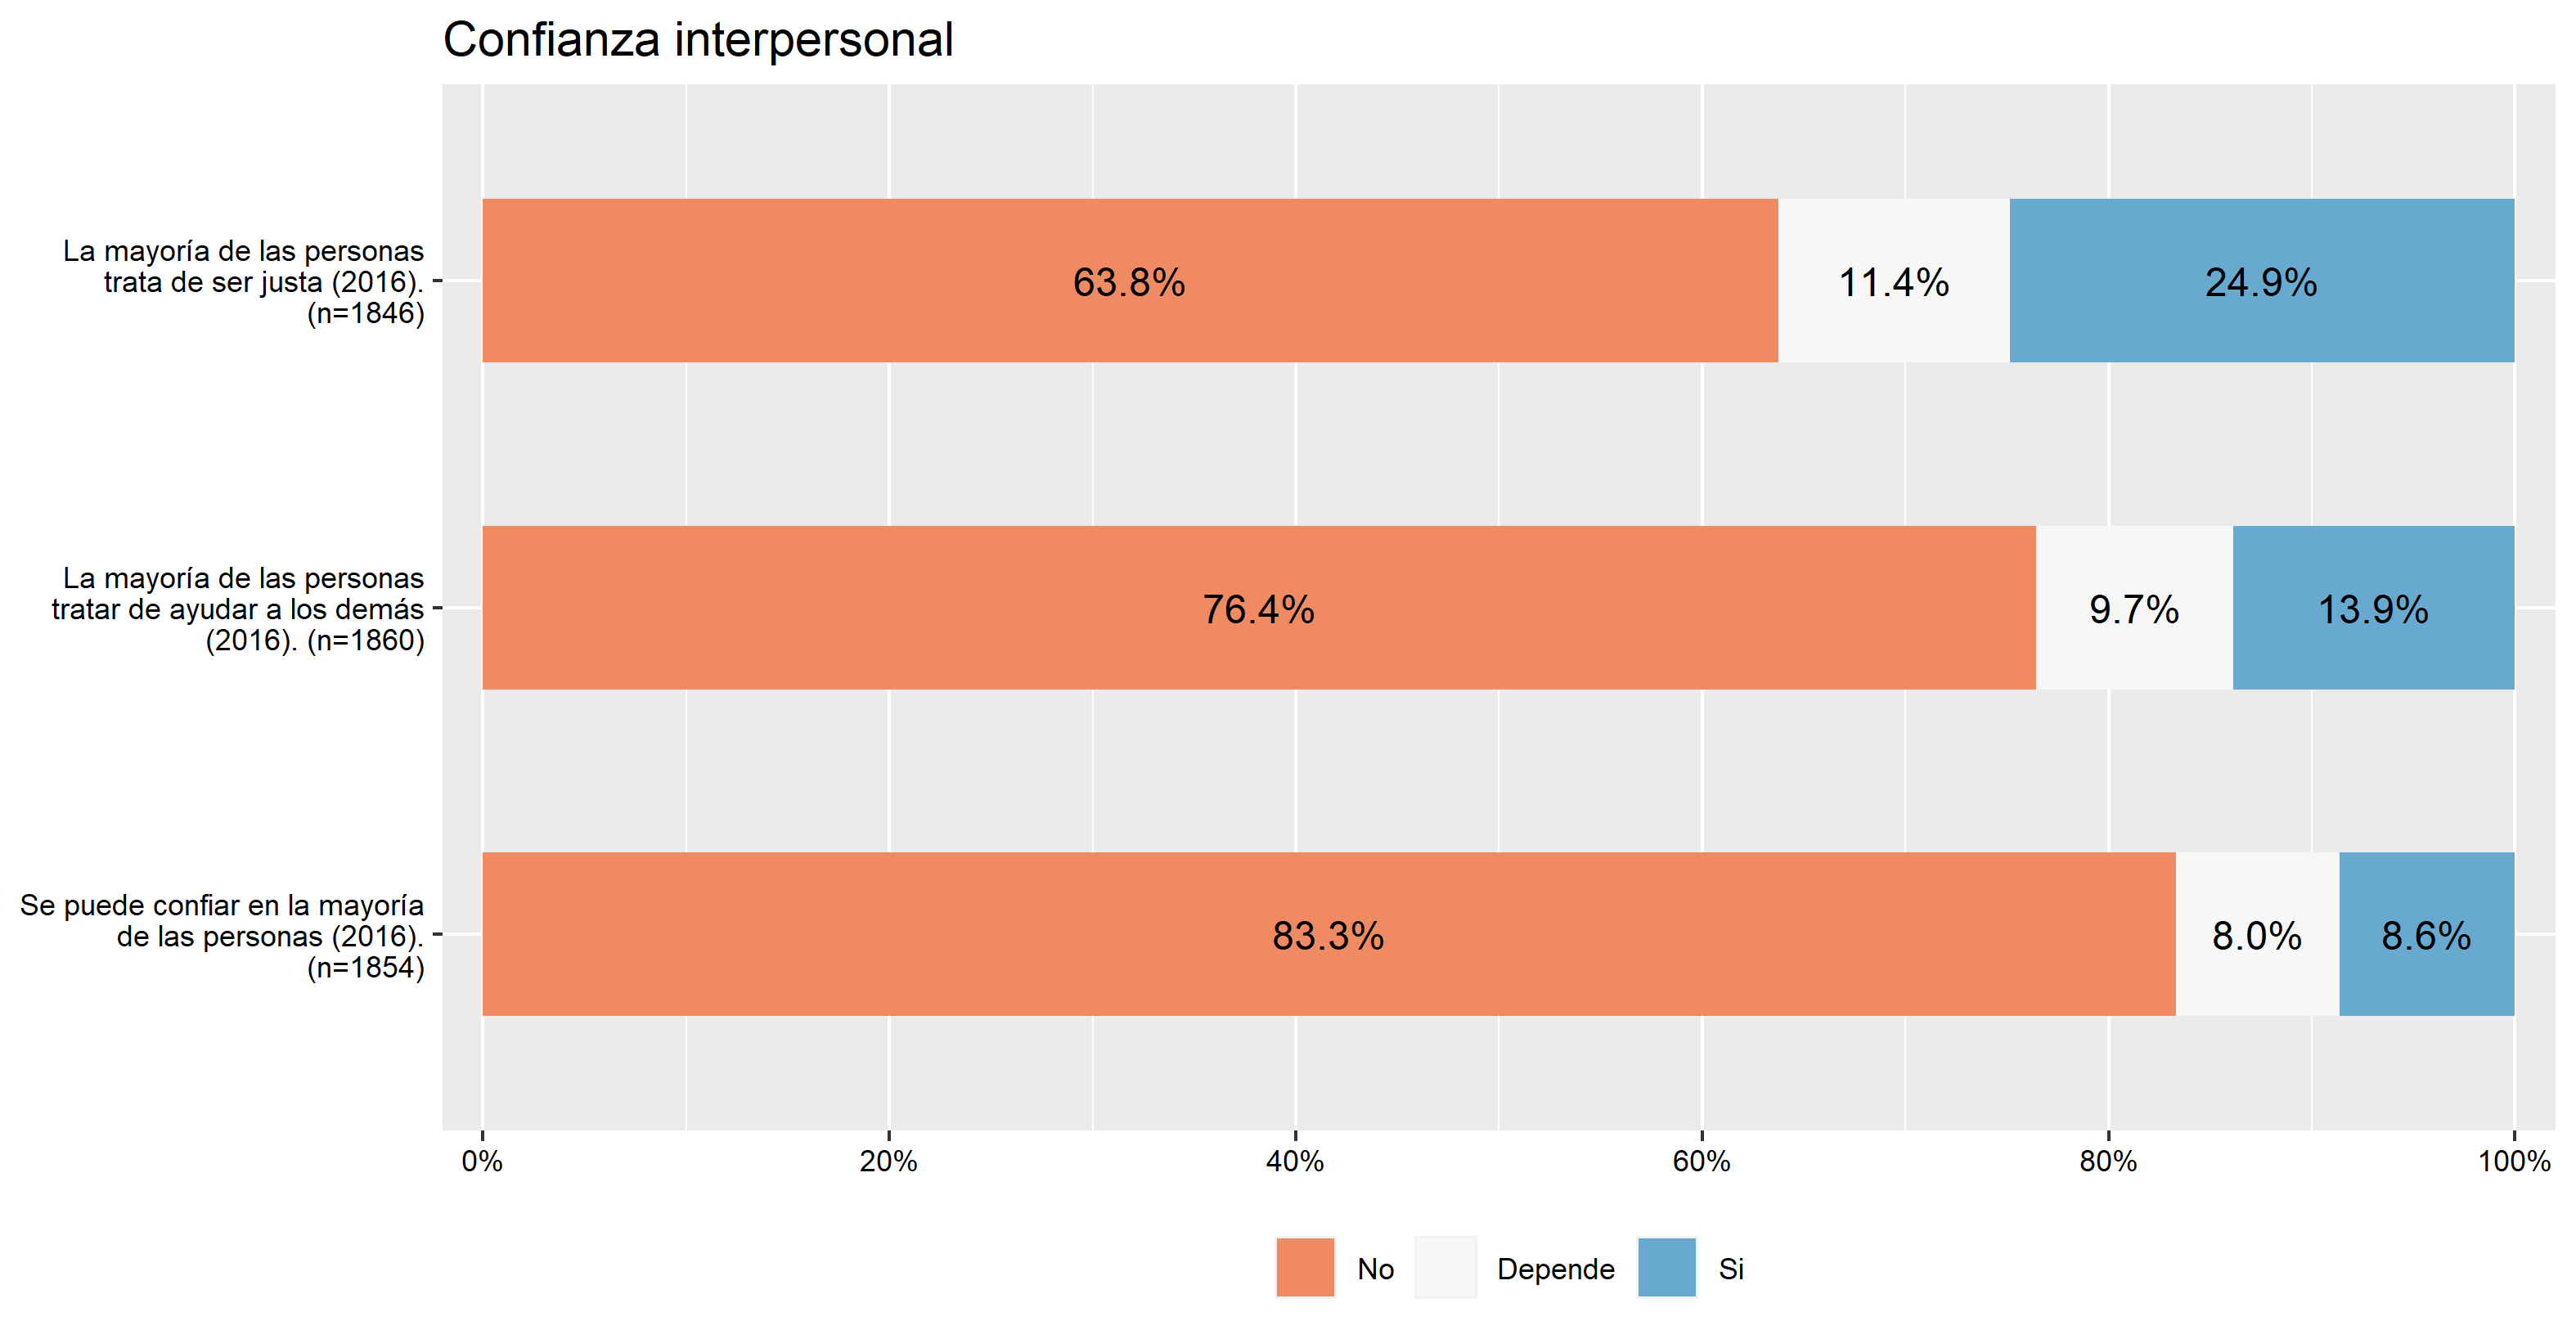 Confianza interpersonal
La mayoría de las personas
trata de ser justa (2016).
(n=1846)
63.8%
11.4%
24.9%
La mayoría de las personas
tratar de ayudar a los demás
(2016). (n=1860)
76.4%
9.7%
13.9%
Se puede confiar en la mayoría
de las personas (2016).
(n=1854)
83.3%
8.0%
8.6%
0%
20%
40%
60%
80%
100%
No
Depende
Si